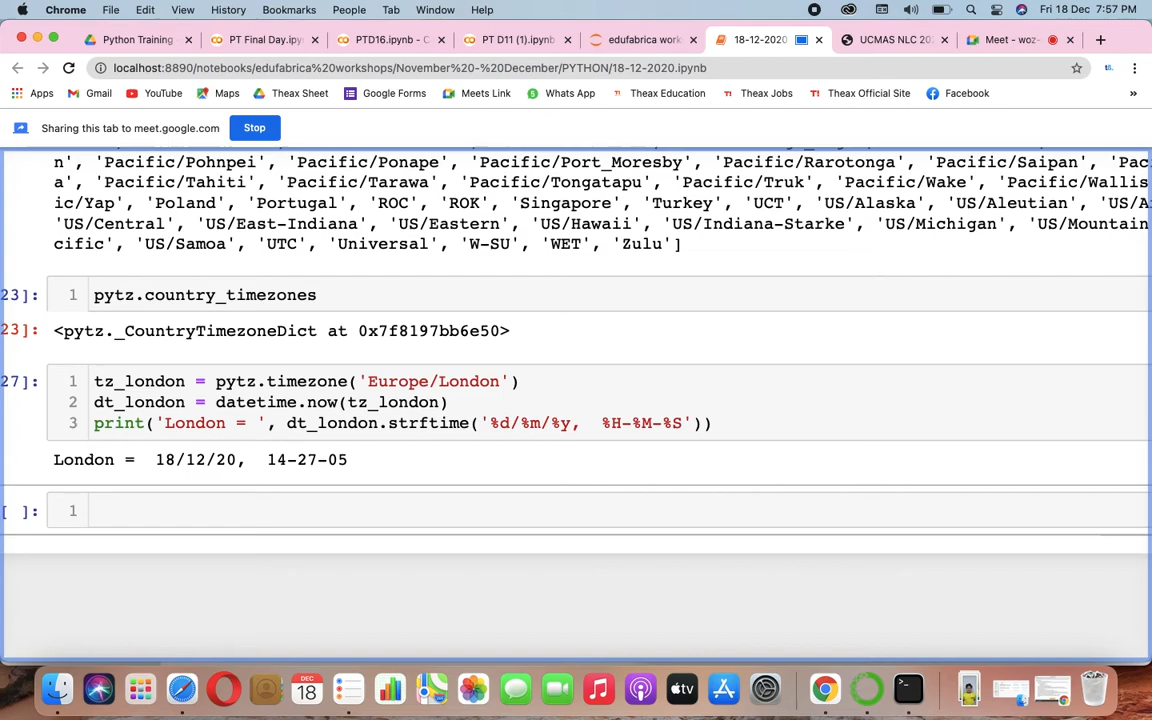 Chrome File Edit View History Bookmarks People Tab Window Help Fri 18 Dec 7:57 PM
Python Training - PT Final Day.ipy PTD16.ipynb - C PT D11 (1).ipynb edufabrica work 18-12-2020 UCMAS NLC 20 Meet - woz-
localhost:8890/notebooks/edufabrica%20workshops/November%20-%20December/PYTHON/18-12-2020.ipynb
Apps Gmail YouTube Maps Theax Sheet Google Forms Meets Link Whats App Theax Education Theax Jobs Theax Official Site Facebook »
Sharing this tab to meet.google.com Stop
n', 'Pacific/Pohnpei', 'Pacific/Ponape', 'Pacific/Port_Moresby', 'Pacific/Rarotonga', 'Pacific/Saipan', 'Pac
a', 'Pacific/Tahiti', 'Pacific/Tarawa', 'Pacific/Tongatapu', 'Pacific/Truk', 'Pacific/Wake', 'Pacific/Wallis
ic/Yap', 'Poland', 'Portugal', 'ROC', 'ROK', 'Singapore', 'Turkey', 'UCT', 'US/Alaska', 'US/Aleutian', 'US/A
'US/Central', 'US/East-Indiana', 'US/Eastern', 'US/Hawaii', 'US/Indiana-Starke', 'US/Michigan', 'US/Mountain
cific', 'US/Samoa', 'UTC', 'Universal', 'W-SU', 'WET', 'Zulu']
23]: 1 pytz.country_timezones
23]: <pytz._CountryTimezoneDict at 0x7f8197bb6e50>
27]: 1 tz_london = pytz.timezone('Europe/London')
2 dt_london = datetime.now(tz_london)
3 print('London = ', dt_london.strftime('%d/%m/%y,  %H-%M-%S'))
London =  18/12/20,  14-27-05
[ ]: 1
DEC
18
tv